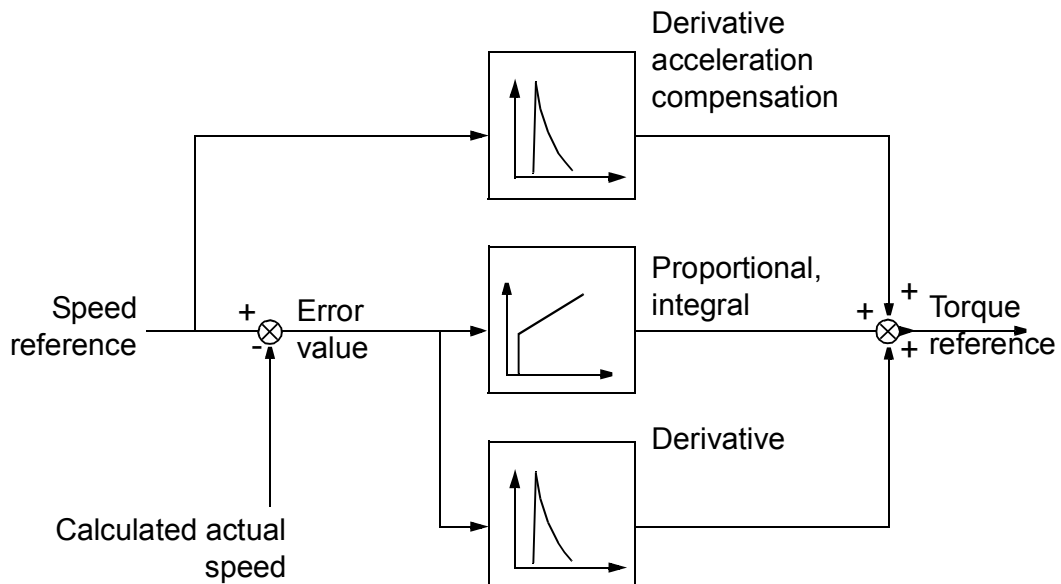 Derivative
acceleration
compensation
Proportional,
integral
+
Speed
reference
+
-
Error
value
+
+
Torque
reference
Derivative
Calculated actual
speed